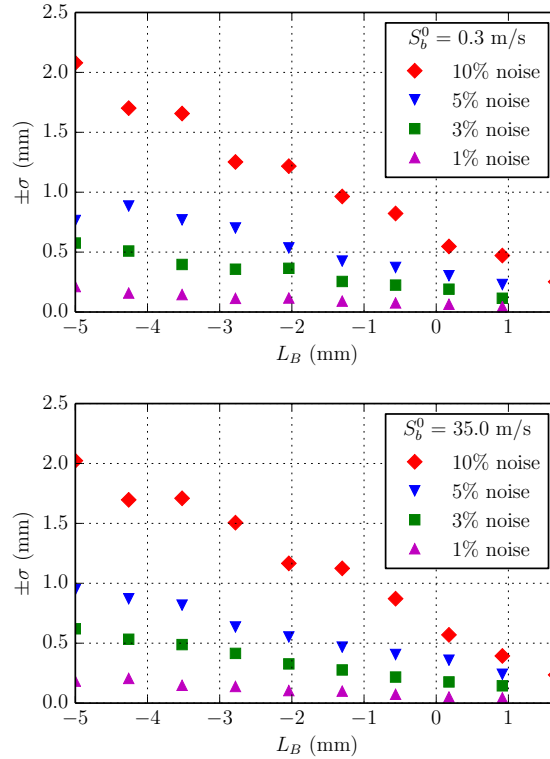 2.5
2.0
1.5
1.0
0.5
0.0
±σ (mm)
S_b^0 = 0.3 m/s
10% noise
5% noise
3% noise
1% noise
−5 −4 −3 −2 −1 0 1
L_B (mm)
2.5
2.0
1.5
1.0
0.5
0.0
±σ (mm)
S_b^0 = 35.0 m/s
10% noise
5% noise
3% noise
1% noise
−5 −4 −3 −2 −1 0 1
L_B (mm)